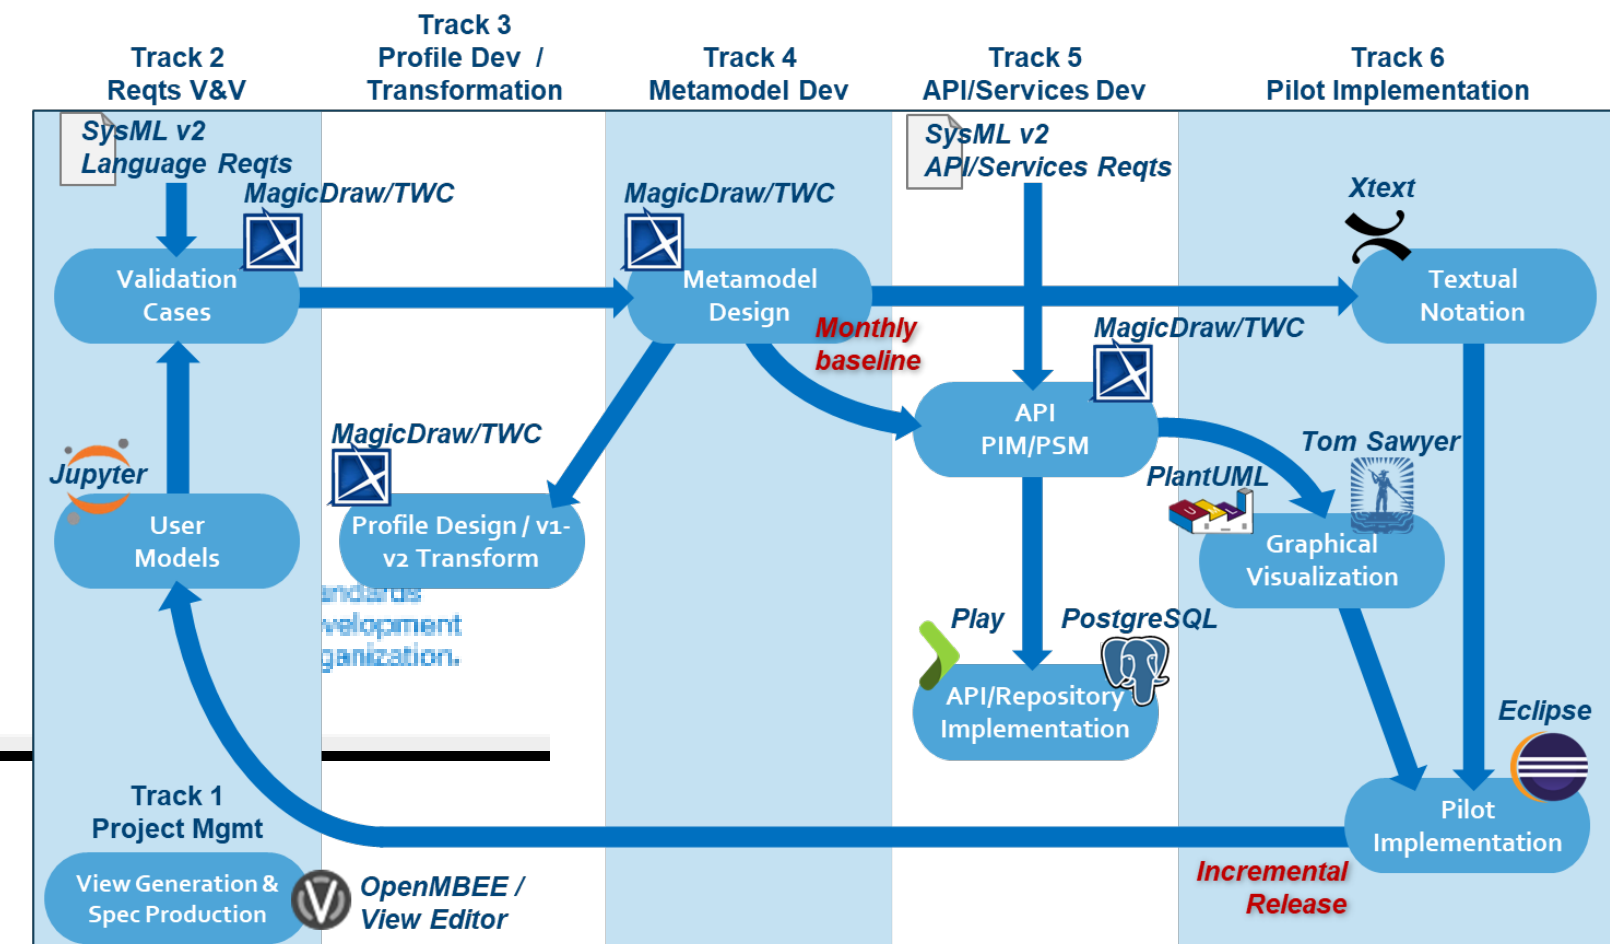 Track 2
Reqts V&V
Track 3
Profile Dev /
Transformation
Track 4
Metamodel Dev
Track 5
API/Services Dev
Track 6
Pilot Implementation
SysML v2
Language Reqts
MagicDraw/TWC
Validation
Cases
MagicDraw/TWC
Metamodel
Design
Monthly
baseline
SysML v2
API/Services Reqts
Xtext
Textual
Notation
MagicDraw/TWC
API
PIM/PSM
Jupyter
User
Models
MagicDraw/TWC
Profile Design / v1-
v2 Transform
andards
velopment
ganization.
PlantUML
Tom Sawyer
Graphical
Visualization
Play
PostgreSQL
API/Repository
Implementation
Eclipse
Pilot
Implementation
Incremental
Release
Track 1
Project Mgmt
View Generation &
Spec Production
OpenMBEE /
View Editor